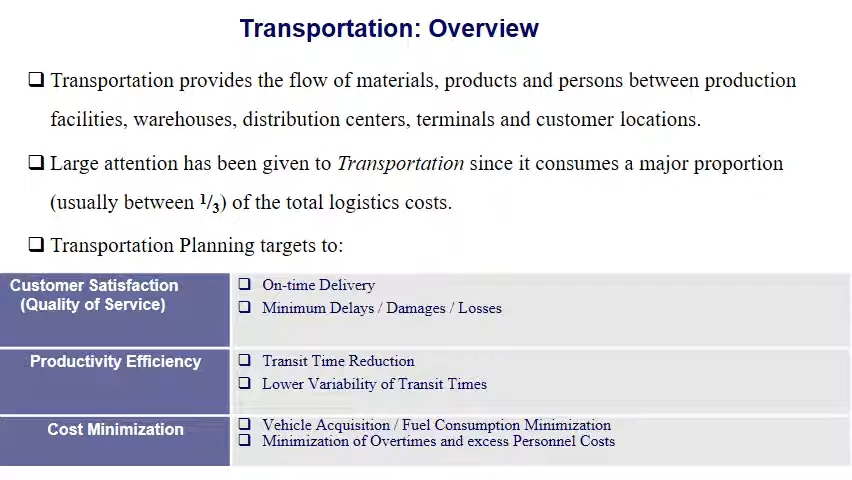 Transportation: Overview
❑ Transportation provides the flow of materials, products and persons between production
facilities, warehouses, distribution centers, terminals and customer locations.
❑ Large attention has been given to Transportation since it consumes a major proportion
(usually between 1/3) of the total logistics costs.
❑ Transportation Planning targets to:
Customer Satisfaction
(Quality of Service)
❑ On-time Delivery
❑ Minimum Delays / Damages / Losses
Productivity Efficiency
❑ Transit Time Reduction
❑ Lower Variability of Transit Times
Cost Minimization
❑ Vehicle Acquisition / Fuel Consumption Minimization
❑ Minimization of Overtimes and excess Personnel Costs